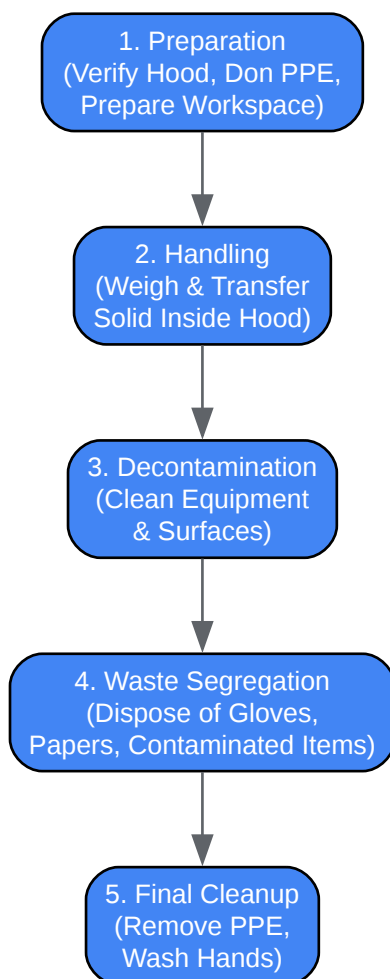 1. Preparation
(Verify Hood, Don PPE,
Prepare Workspace)
2. Handling
(Weigh & Transfer
Solid Inside Hood)
3. Decontamination
(Clean Equipment
& Surfaces)
4. Waste Segregation
(Dispose of Gloves,
Papers, Contaminated Items)
5. Final Cleanup
(Remove PPE,
Wash Hands)